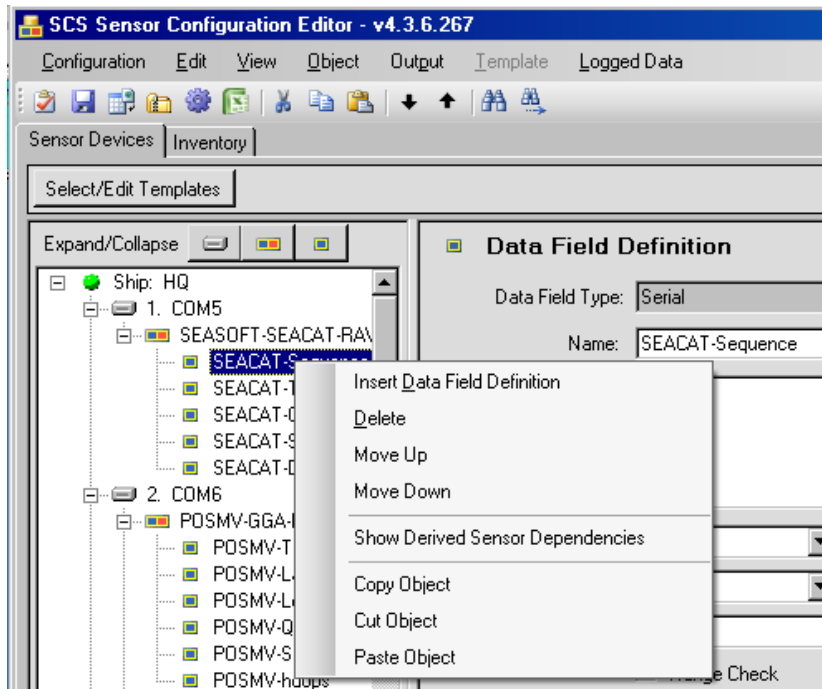 SCS Sensor Configuration Editor - v4.3.6.267
Configuration Edit View Object Output Template Logged Data
Sensor Devices Inventory
Select/Edit Templates
Expand/Collapse
Data Field Definition
Ship: HQ
Data Field Type: Serial
1. COM5
SEASOFT-SEACAT-RAW
Name: SEACAT-Sequence
SEACAT-Sequence
SEACAT-T
SEACAT-C
SEACAT-S
SEACAT-D
2. COM6
POSMV-GGA-
POSMV-T
POSMV-L
POSMV-L
POSMV-Q
POSMV-S
POSMV-hdops
Insert Data Field Definition
Delete
Move Up
Move Down
Show Derived Sensor Dependencies
Copy Object
Cut Object
Paste Object
Range Check